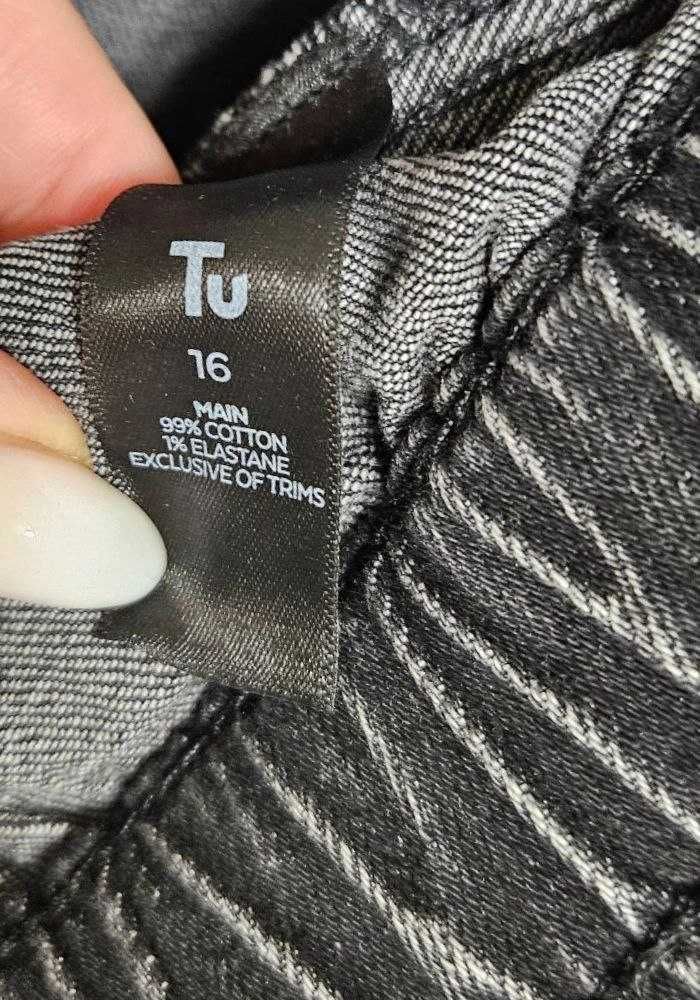 Tu
16
MAIN
99% COTTON
1% ELASTANE
EXCLUSIVE OF TRIMS